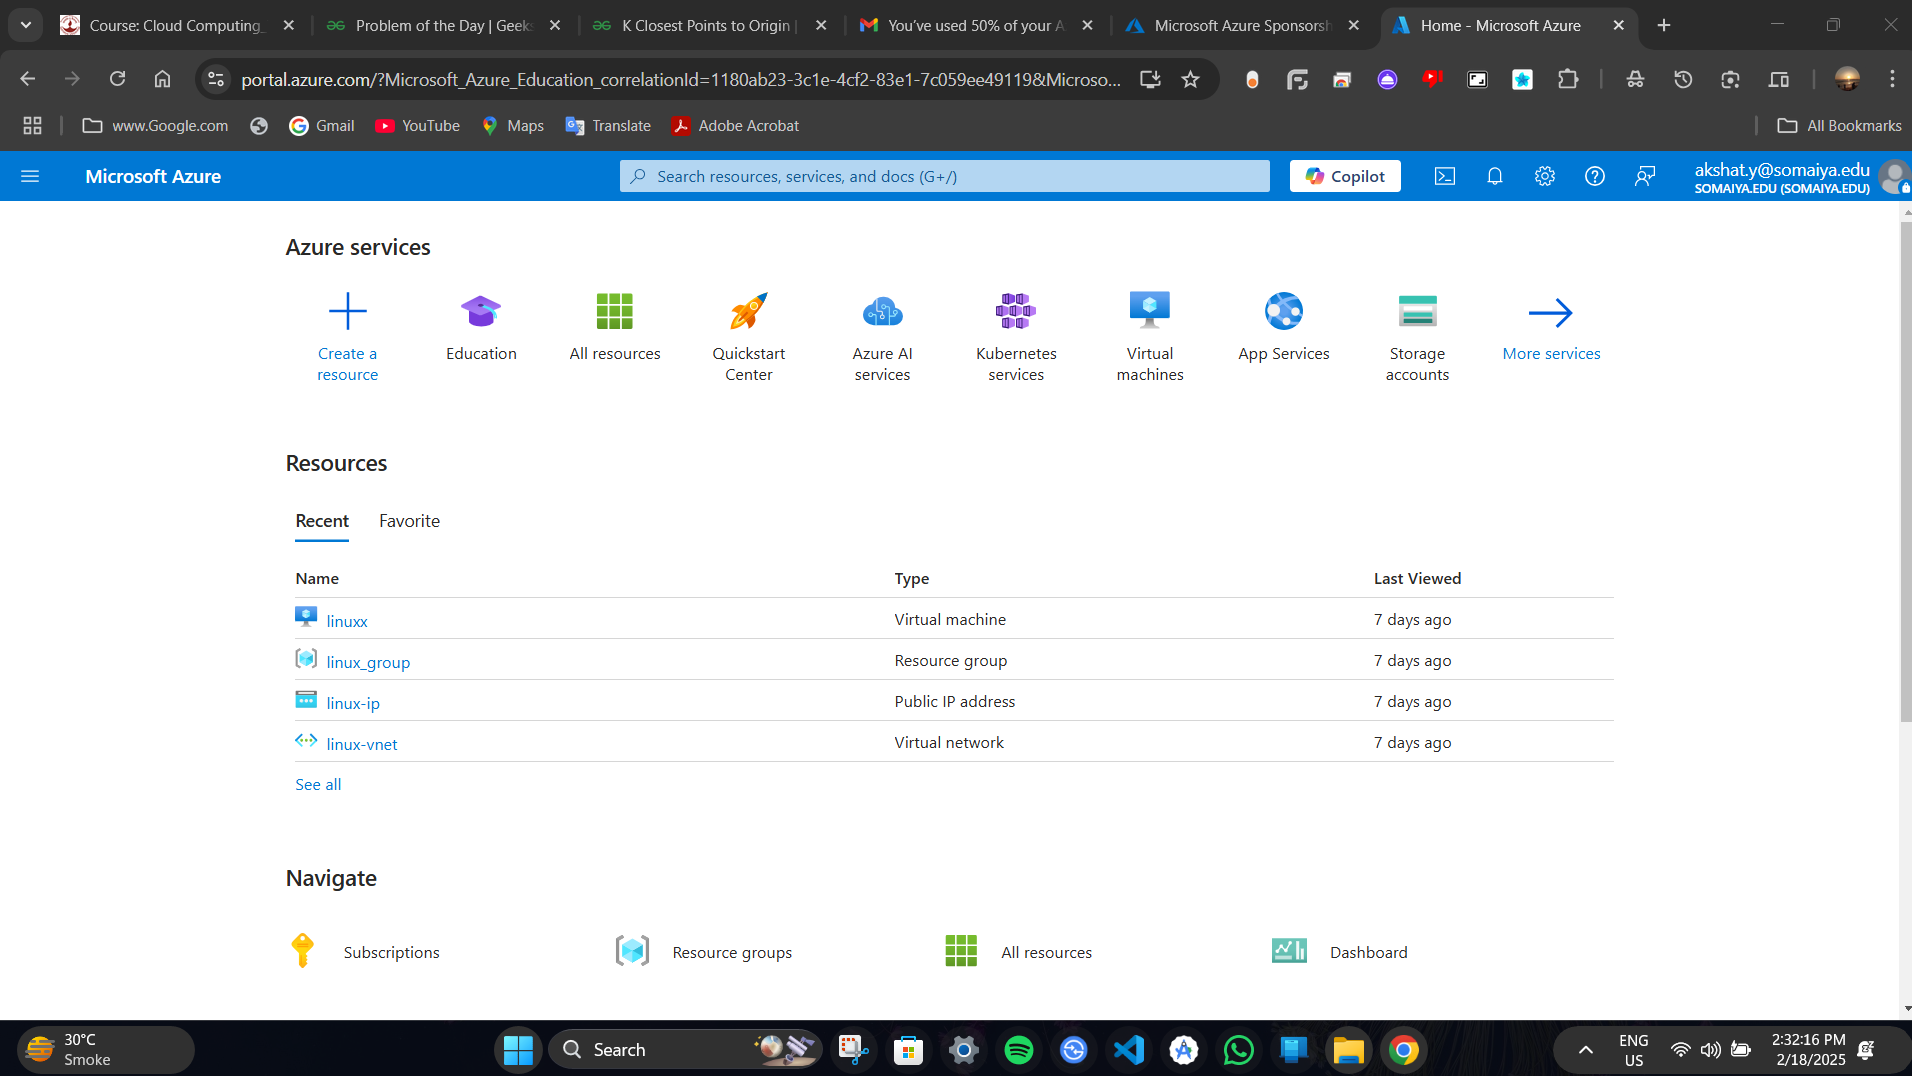 Course: Cloud Computing_
Problem of the Day | Geeks
K Closest Points to Origin |
You've used 50% of your A
Microsoft Azure Sponsorsh
Home - Microsoft Azure
portal.azure.com/?Microsoft_Azure_Education_correlationId=1180ab23-3c1e-4cf2-83e1-7c059ee49119&Microso...
www.Google.com
Gmail
YouTube
Maps
Translate
Adobe Acrobat
All Bookmarks
Microsoft Azure
Search resources, services, and docs (G+/)
Copilot
akshat.y@somaiya.edu
SOMAIYA.EDU (SOMAIYA.EDU)
Azure services
Create a
resource
Education
All resources
Quickstart
Center
Azure AI
services
Kubernetes
services
Virtual
machines
App Services
Storage
accounts
More services
Resources
Recent Favorite
Name Type Last Viewed
linuxx Virtual machine 7 days ago
linux_group Resource group 7 days ago
linux-ip Public IP address 7 days ago
linux-vnet Virtual network 7 days ago
See all
Navigate
Subscriptions Resource groups All resources Dashboard
30°C
Smoke
Search
ENG
US
2:32:16 PM
2/18/2025